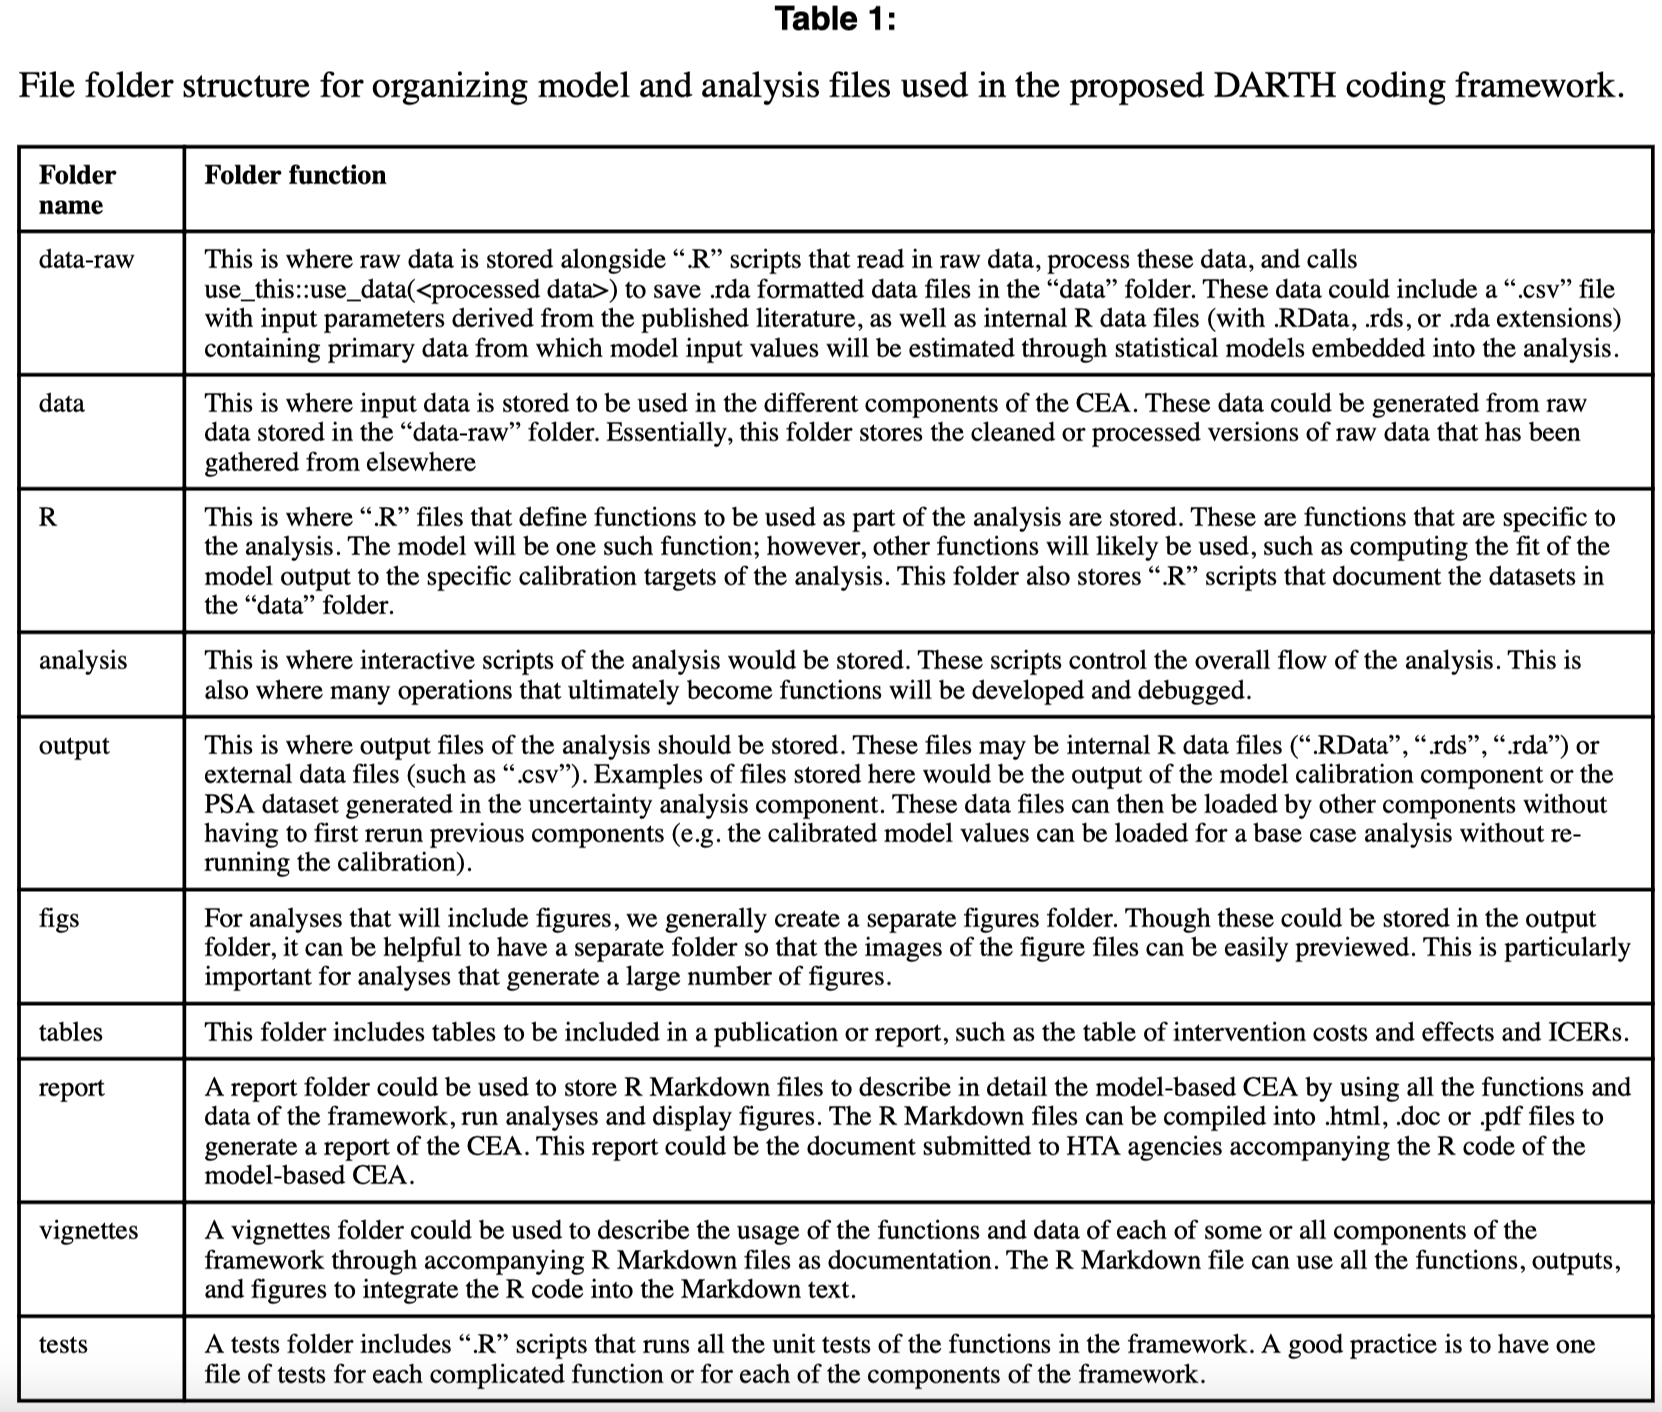 Table 1:
File folder structure for organizing model and analysis files used in the proposed DARTH coding framework.
Folder
name
Folder function
data-raw
This is where raw data is stored alongside “.R” scripts that read in raw data, process these data, and calls
use_this::use_data(<processed data>) to save .rda formatted data files in the “data” folder. These data could include a “.csv” file
with input parameters derived from the published literature, as well as internal R data files (with .RData, .rds, or .rda extensions)
containing primary data from which model input values will be estimated through statistical models embedded into the analysis.
data
This is where input data is stored to be used in the different components of the CEA. These data could be generated from raw
data stored in the “data-raw” folder. Essentially, this folder stores the cleaned or processed versions of raw data that has been
gathered from elsewhere
R
This is where “.R” files that define functions to be used as part of the analysis are stored. These are functions that are specific to
the analysis. The model will be one such function; however, other functions will likely be used, such as computing the fit of the
model output to the specific calibration targets of the analysis. This folder also stores “.R” scripts that document the datasets in
the “data” folder.
analysis
This is where interactive scripts of the analysis would be stored. These scripts control the overall flow of the analysis. This is
also where many operations that ultimately become functions will be developed and debugged.
output
This is where output files of the analysis should be stored. These files may be internal R data files (“.RData”, “.rds”, “.rda”) or
external data files (such as “.csv”). Examples of files stored here would be the output of the model calibration component or the
PSA dataset generated in the uncertainty analysis component. These data files can then be loaded by other components without
having to first rerun previous components (e.g. the calibrated model values can be loaded for a base case analysis without re-
running the calibration).
figs
For analyses that will include figures, we generally create a separate figures folder. Though these could be stored in the output
folder, it can be helpful to have a separate folder so that the images of the figure files can be easily previewed. This is particularly
important for analyses that generate a large number of figures.
tables
This folder includes tables to be included in a publication or report, such as the table of intervention costs and effects and ICERs.
report
A report folder could be used to store R Markdown files to describe in detail the model-based CEA by using all the functions and
data of the framework, run analyses and display figures. The R Markdown files can be compiled into .html, .doc or .pdf files to
generate a report of the CEA. This report could be the document submitted to HTA agencies accompanying the R code of the
model-based CEA.
vignettes
A vignettes folder could be used to describe the usage of the functions and data of each of some or all components of the
framework through accompanying R Markdown files as documentation. The R Markdown file can use all the functions, outputs,
and figures to integrate the R code into the Markdown text.
tests
A tests folder includes “.R” scripts that runs all the unit tests of the functions in the framework. A good practice is to have one
file of tests for each complicated function or for each of the components of the framework.